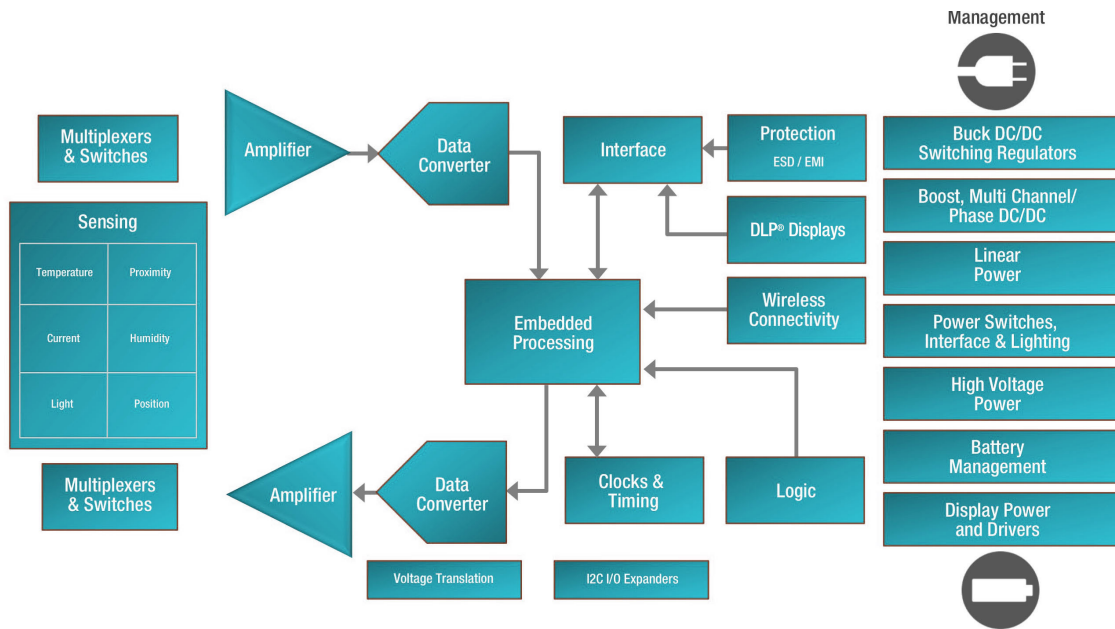 Management
Multiplexers
& Switches
Sensing
Temperature
Proximity
Current
Humidity
Light
Position
Multiplexers
& Switches
Amplifier
Data
Converter
Interface
Protection
ESD / EMI
DLP® Displays
Embedded
Processing
Wireless
Connectivity
Amplifier
Data
Converter
Clocks &
Timing
Logic
Voltage Translation
I2C I/O Expanders
Buck DC/DC
Switching Regulators
Boost, Multi Channel/
Phase DC/DC
Linear
Power
Power Switches,
Interface & Lighting
High Voltage
Power
Battery
Management
Display Power
and Drivers